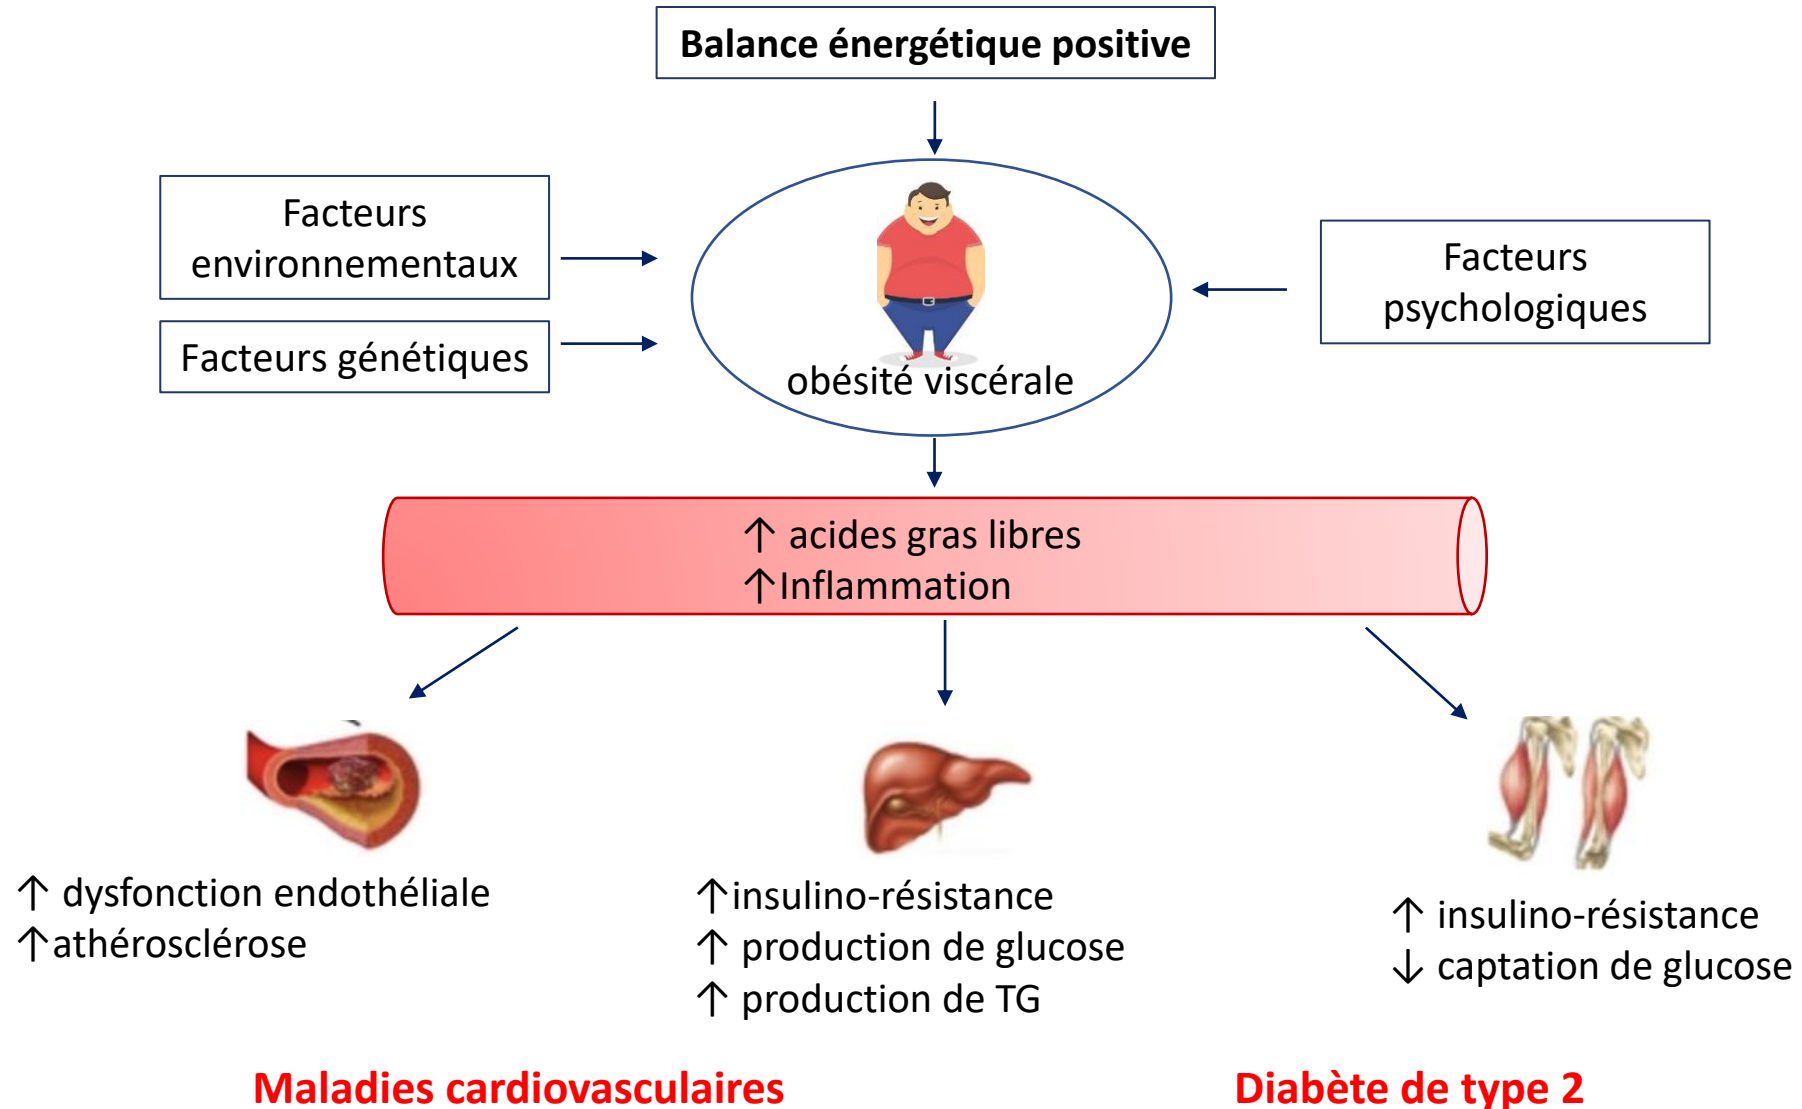 Balance énergétique positive
Facteurs
environnementaux
Facteurs génétiques
Facteurs
psychologiques
obésité viscérale
↑ acides gras libres
↑Inflammation
↑ dysfonction endothéliale
↑athérosclérose
↑insulino-résistance
↑ production de glucose
↑ production de TG
↑ insulino-résistance
↓ captation de glucose
Maladies cardiovasculaires
Diabète de type 2